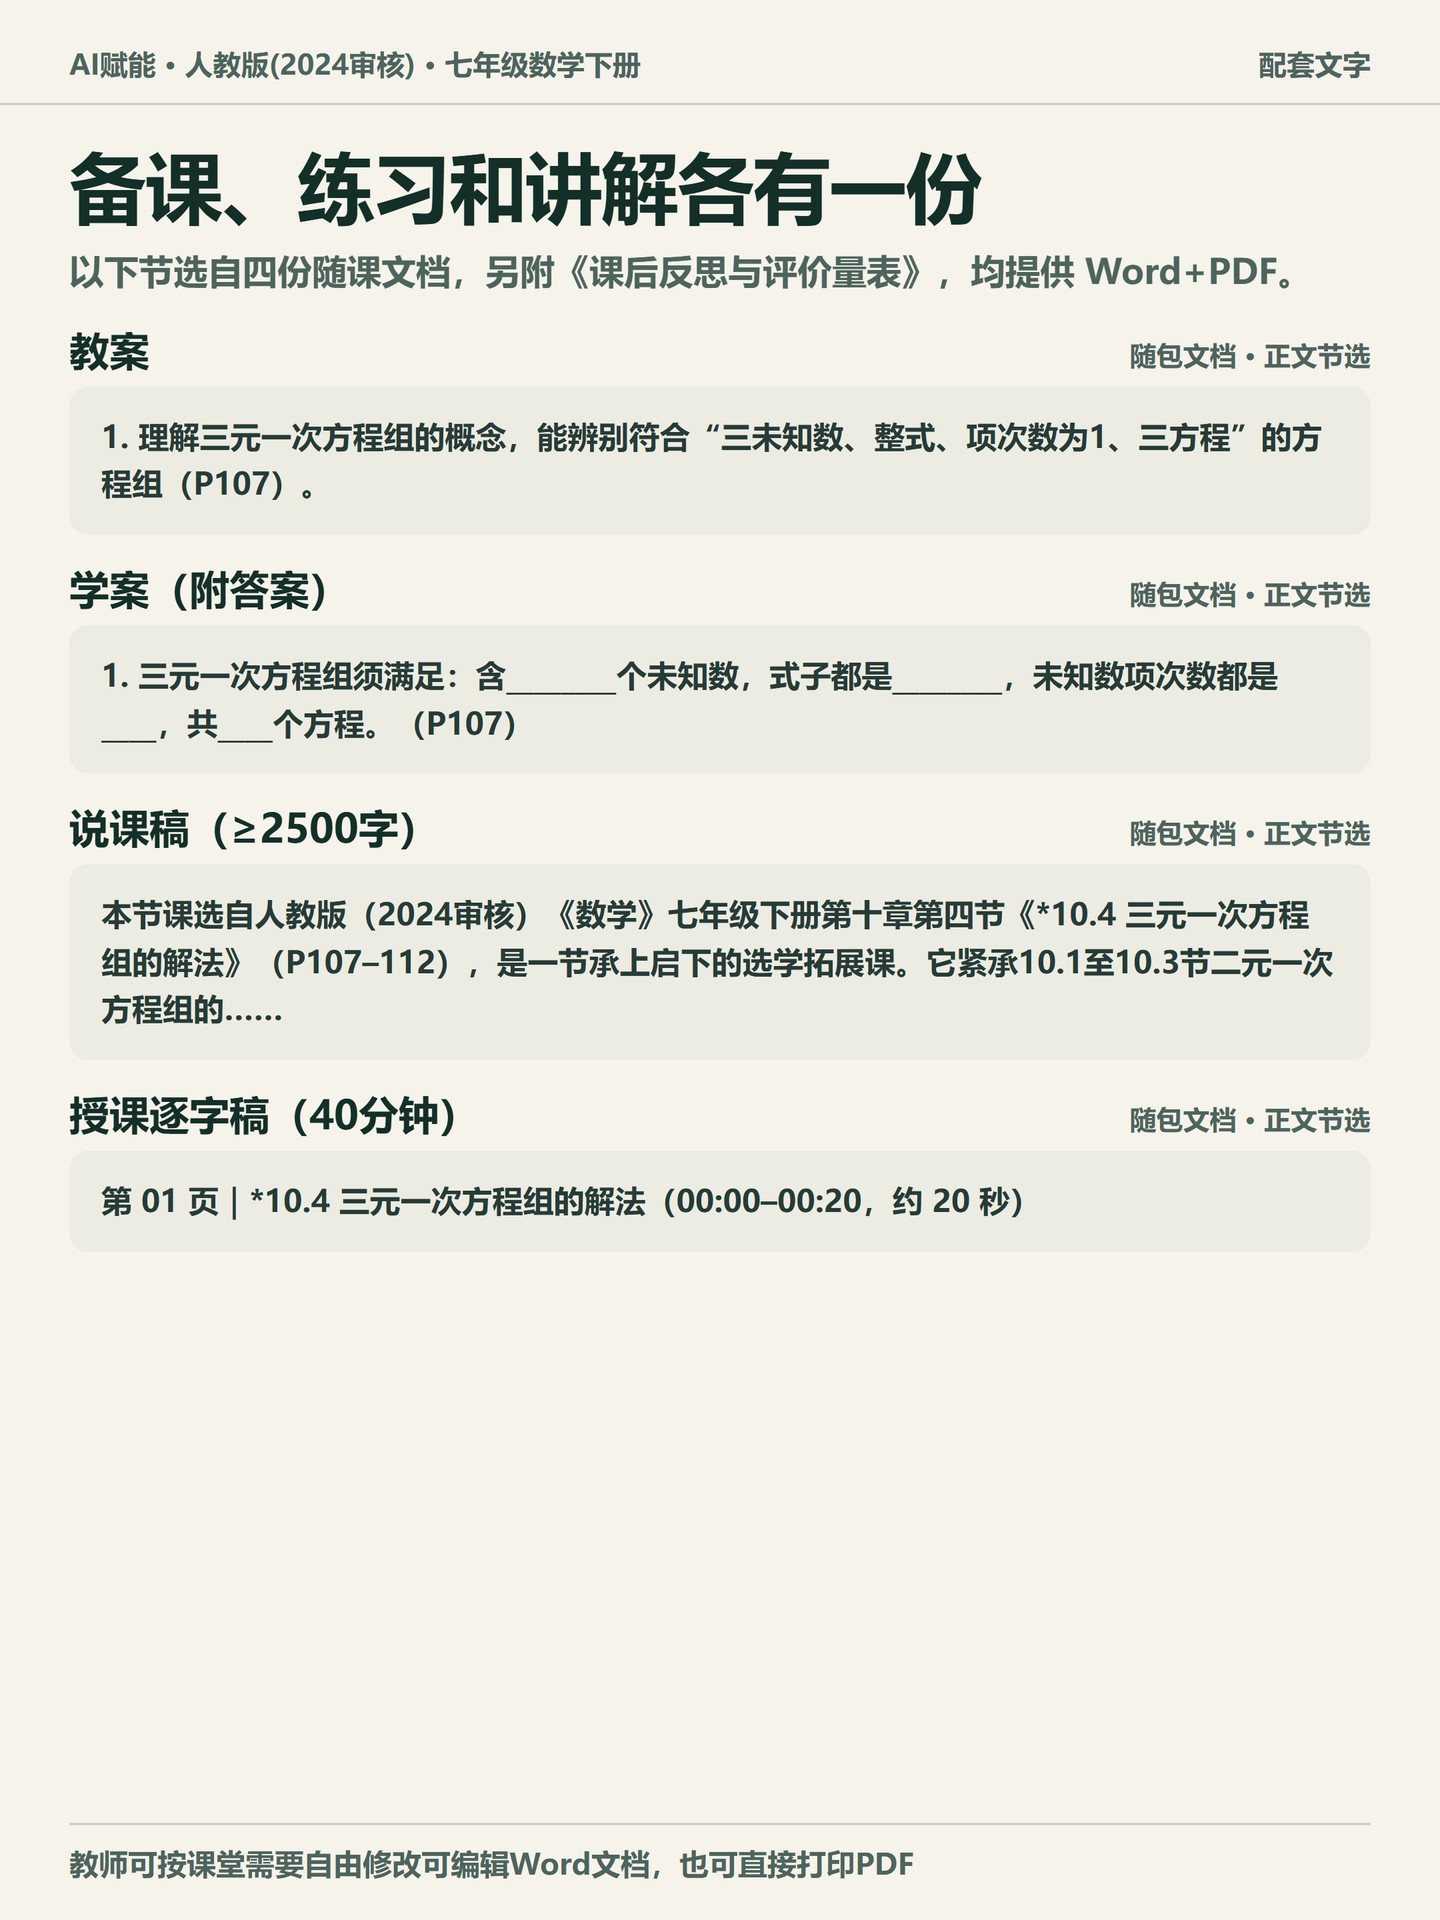 AI赋能 • 人教版(2024审核) • 七年级数学下册
配套文字
备课、练习和讲解各有一份
以下节选自四份随课文档，另附《课后反思与评价量表》，均提供 Word+PDF。
教案
随包文档 • 正文节选
1. 理解三元一次方程组的概念，能辨别符合“三未知数、整式、项次数为1、三方程”的方
程组（P107）。
学案（附答案）
随包文档 • 正文节选
1. 三元一次方程组须满足：含________个未知数，式子都是________，未知数项次数都是
____，共____个方程。（P107）
说课稿（≥2500字）
随包文档 • 正文节选
本节课选自人教版（2024审核）《数学》七年级下册第十章第四节《*10.4 三元一次方程
组的解法》（P107–112），是一节承上启下的选学拓展课。它紧承10.1至10.3节二元一次
方程组的……
授课逐字稿（40分钟）
随包文档 • 正文节选
第 01 页｜*10.4 三元一次方程组的解法（00:00–00:20，约 20 秒）
教师可按课堂需要自由修改可编辑Word文档，也可直接打印PDF